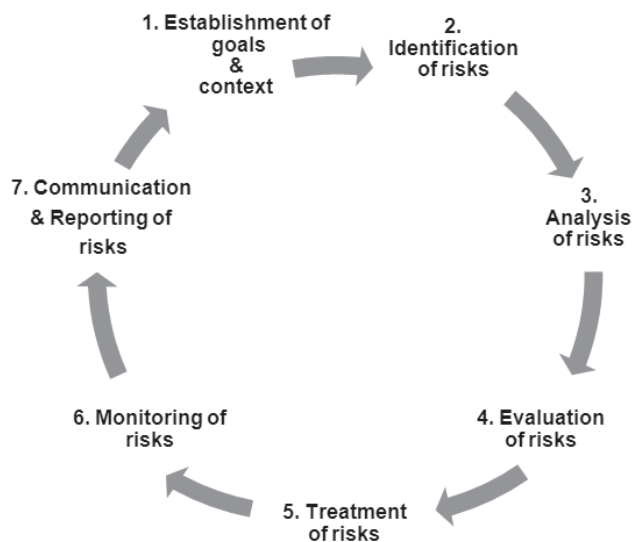 1. Establishment of
goals
&
context
2.
Identification
of risks
3.
Analysis
of risks
4. Evaluation
of risks
5. Treatment
of risks
6. Monitoring of
risks
7. Communication
& Reporting of
risks